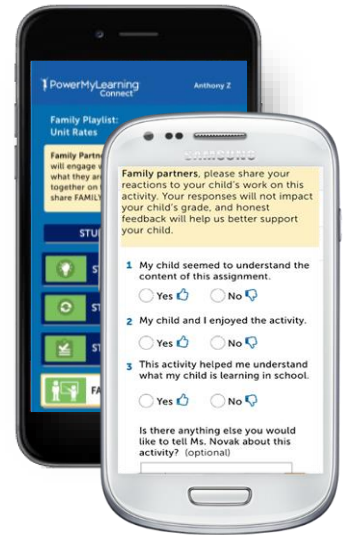 PowerMyLearning
Connect
Anthony Z
Family Playlist:
Unit Rates
Family Partn
will engage
what they are
together on
share FAMILY
STU
S
S
S
FA
SAMSUNG
Family partners, please share your
reactions to your child's work on this
activity. Your responses will not impact
your child's grade, and honest
feedback will help us better support
your child.
1 My child seemed to understand the
content of this assignment.
Yes No
2 My child and I enjoyed the activity.
Yes No
3 This activity helped me understand
what my child is learning in school.
Yes No
Is there anything else you would
like to tell Ms. Novak about this
activity? (optional)